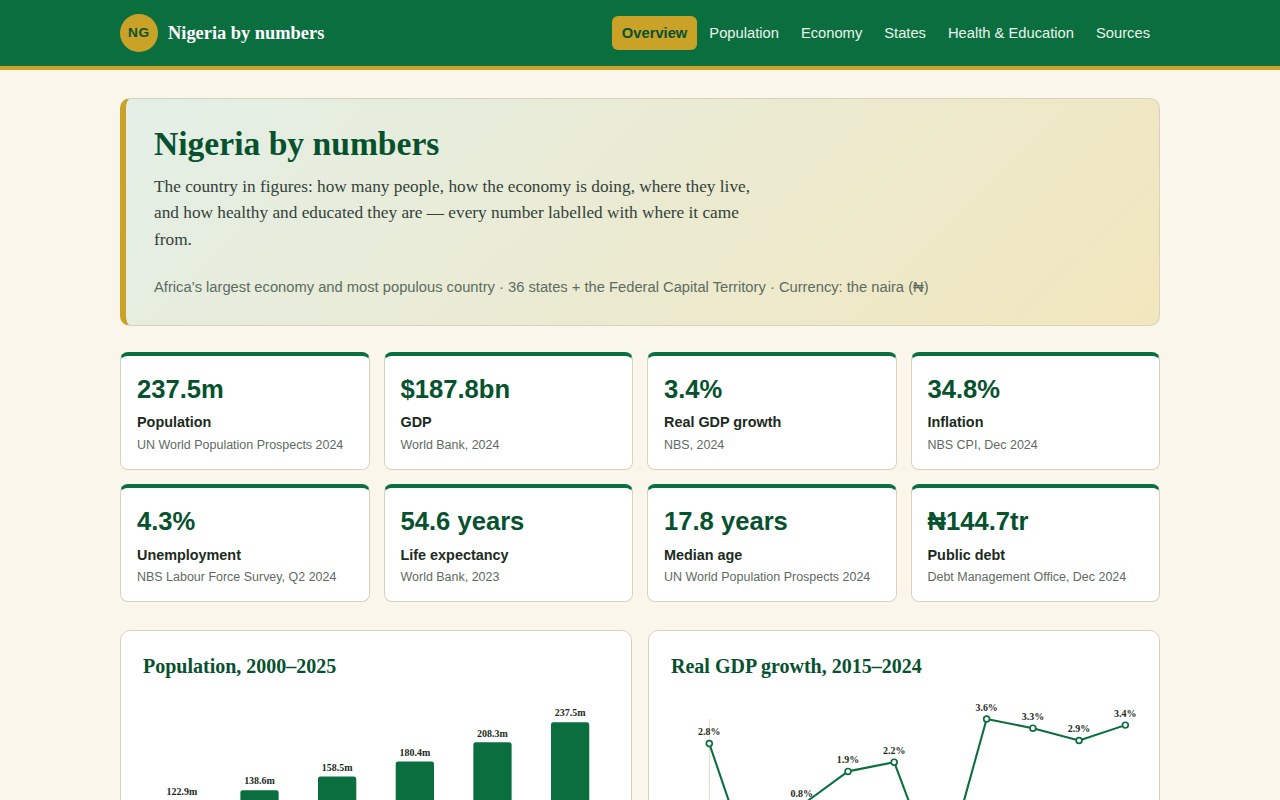 NG
Nigeria by numbers
Overview
Population
Economy
States
Health & Education
Sources
Nigeria by numbers
The country in figures: how many people, how the economy is doing, where they live,
and how healthy and educated they are — every number labelled with where it came
from.
Africa's largest economy and most populous country · 36 states + the Federal Capital Territory · Currency: the naira (₦)
237.5m
Population
UN World Population Prospects 2024
$187.8bn
GDP
World Bank, 2024
3.4%
Real GDP growth
NBS, 2024
34.8%
Inflation
NBS CPI, Dec 2024
4.3%
Unemployment
NBS Labour Force Survey, Q2 2024
54.6 years
Life expectancy
World Bank, 2023
17.8 years
Median age
UN World Population Prospects 2024
₦144.7tr
Public debt
Debt Management Office, Dec 2024
Population, 2000–2025
122.9m
138.6m
158.5m
180.4m
208.3m
237.5m
Real GDP growth, 2015–2024
2.8%
0.8%
1.9%
2.2%
3.6%
3.3%
2.9%
3.4%